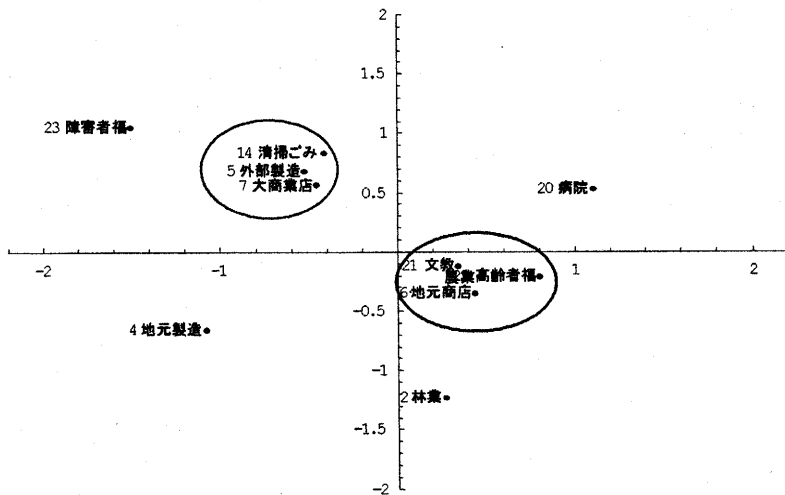 2
1.5
23 障害者福
1
14 清掃ごみ
5 外部製造
7 大商業店
0.5
20 病院
-2
-1
1
2
21 文教
農業 高齢者福
6 地元商店
-0.5
4 地元製造
-1
2 林業
-1.5
-2